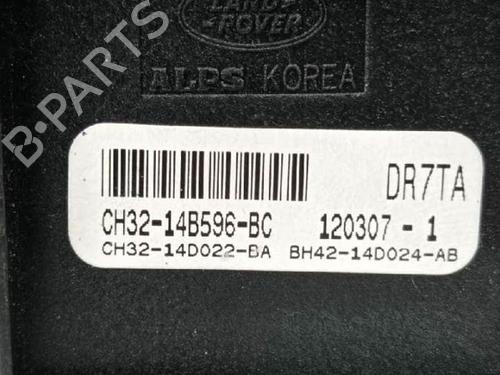 LAND-
ROVER
ALPS KOREA
B-PARTS
DR7TA
CH32-14B596-BC 120307 - 1
CH32-14D022-BA BH42-14D024-AB